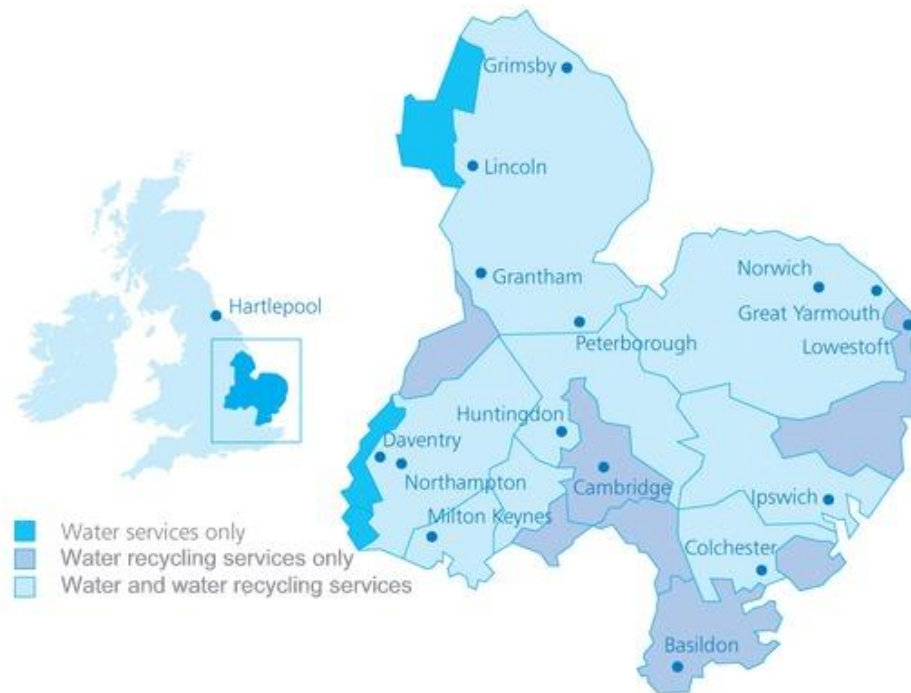 Grimsby
Lincoln
Grantham
Norwich
Great Yarmouth
Lowestoft
Hartlepool
Peterborough
Huntingdon
Daventry
Northampton
Cambridge
Milton Keynes
Ipswich
Colchester
Basildon
Water services only
Water recycling services only
Water and water recycling services